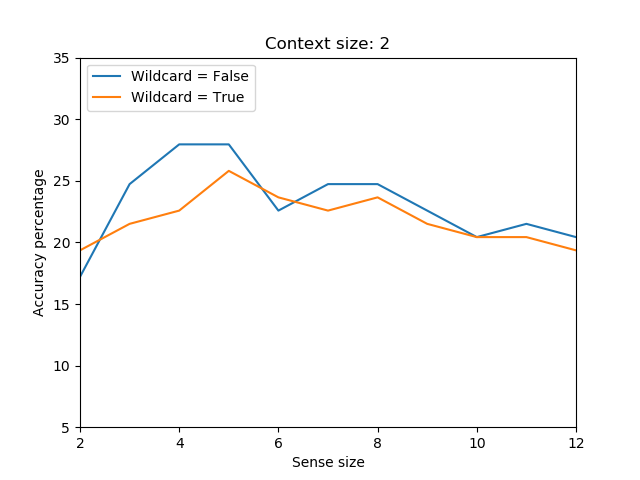 Context size: 2
Wildcard = False
Wildcard = True
35
30
25
20
15
10
5
Accuracy percentage
2
4
6
8
10
12
Sense size